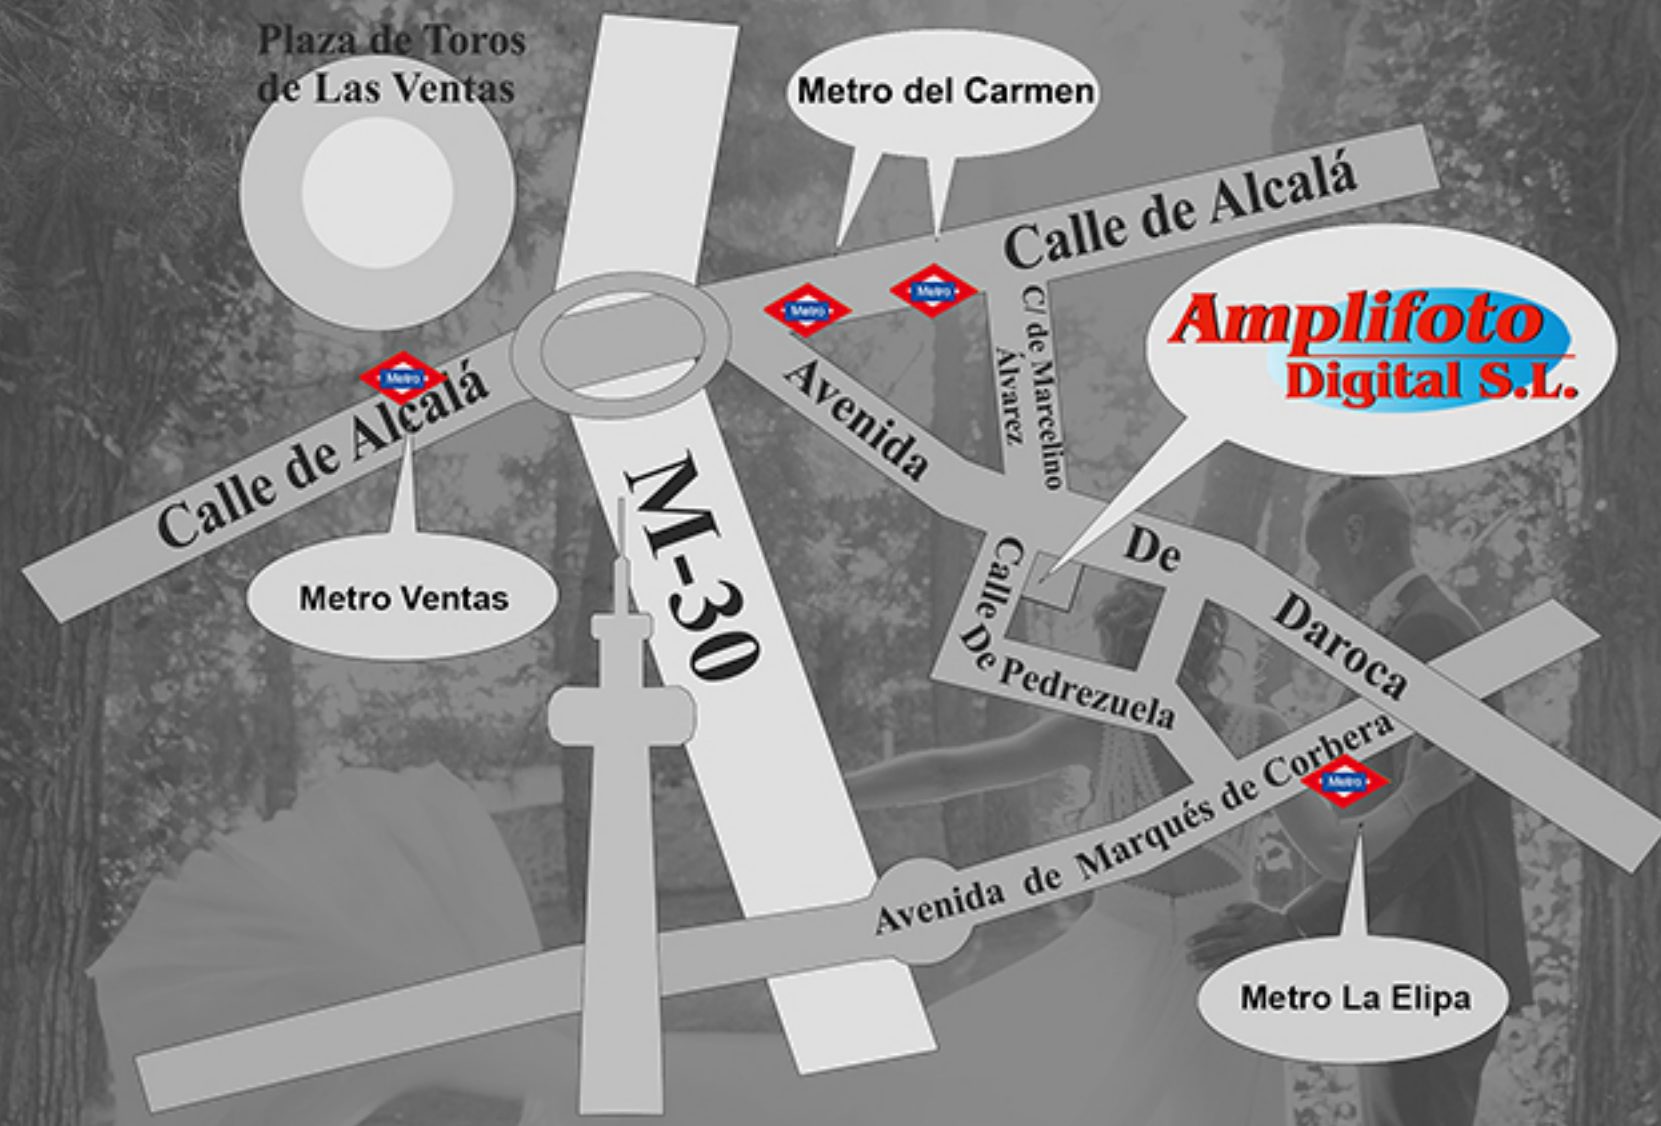 Plaza de Toros
de Las Ventas
Metro del Carmen
Calle de Alcalá
Metro
Metro
C/ de Marcelino
Álvarez
Amplifoto
Digital S.L.
Metro
Calle de Alcalá
Avenida
De
Daroca
M-30
Metro Ventas
Calle
De Pedrezuela
Avenida de Marqués de Corbera
Metro
Metro La Elipa